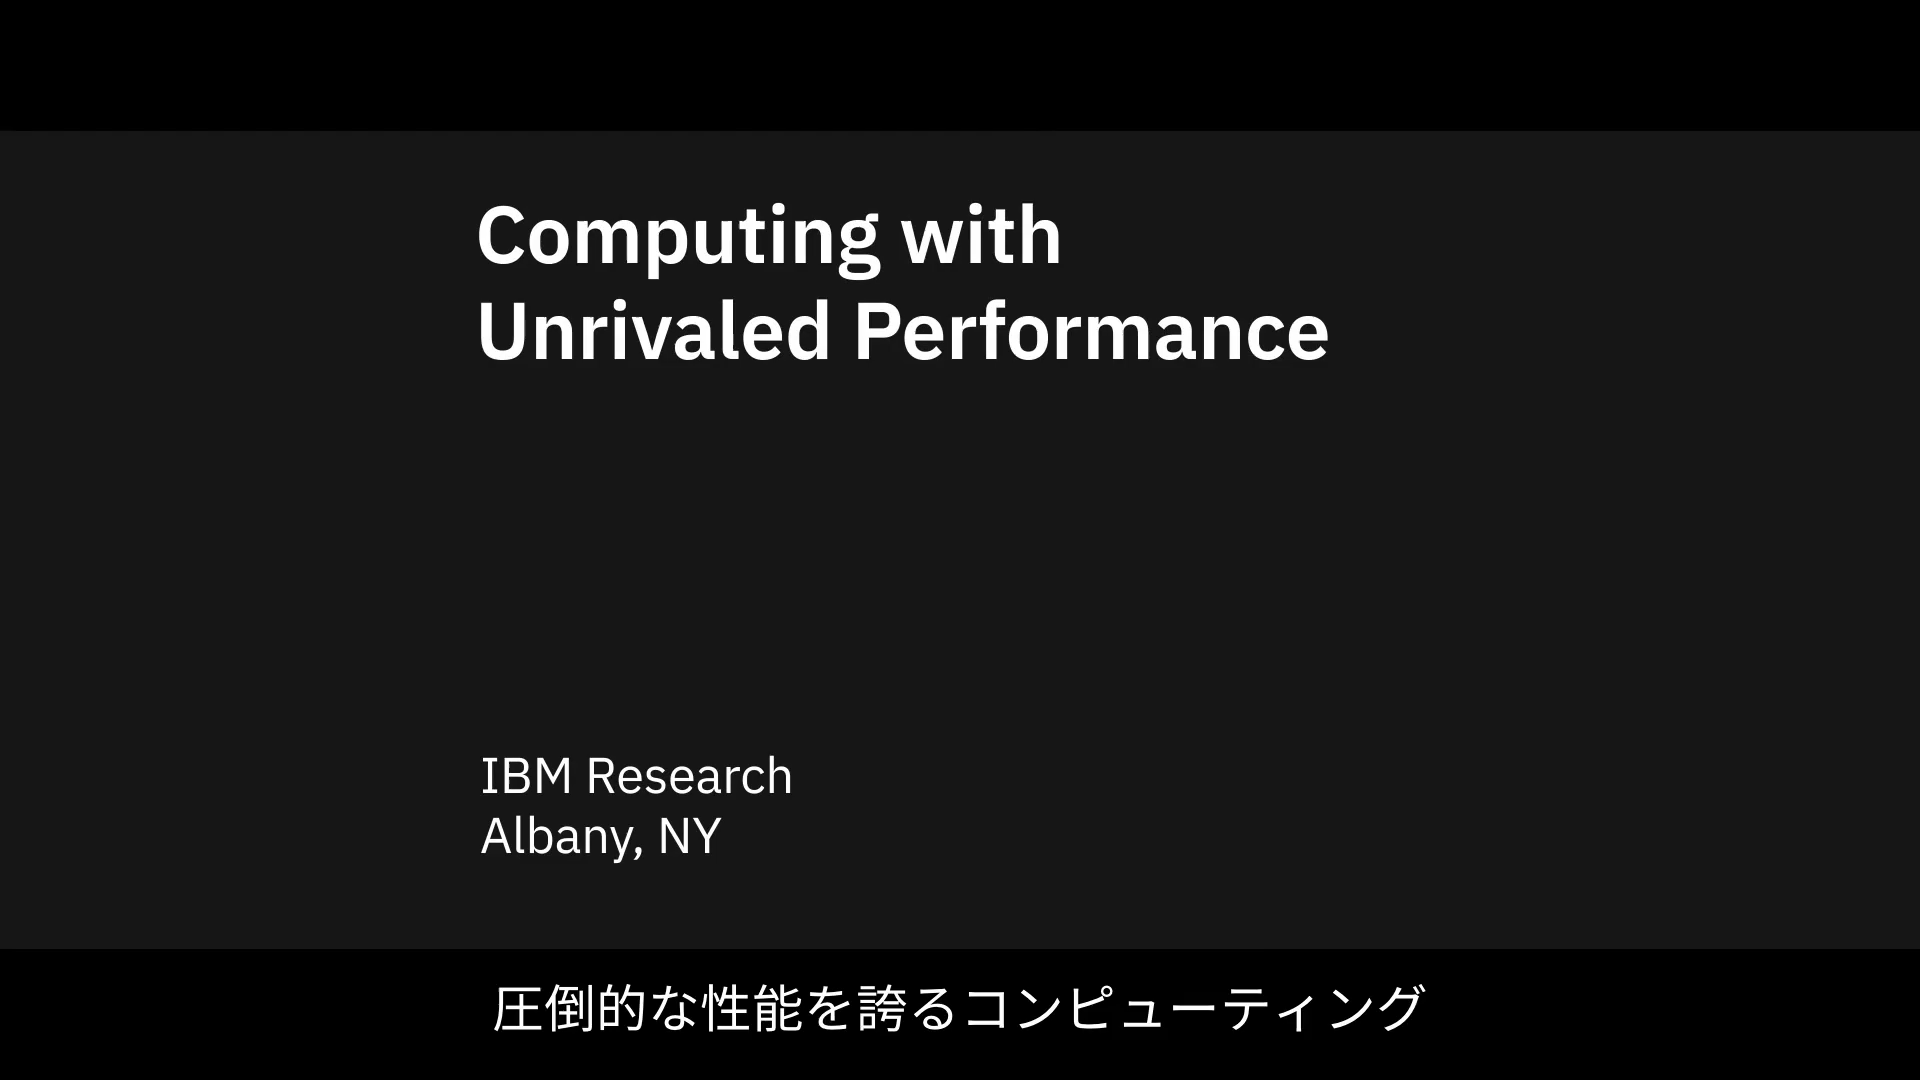 Computing with
Unrivaled Performance
IBM Research
Albany, NY
圧倒的な性能を誇るコンピューティング